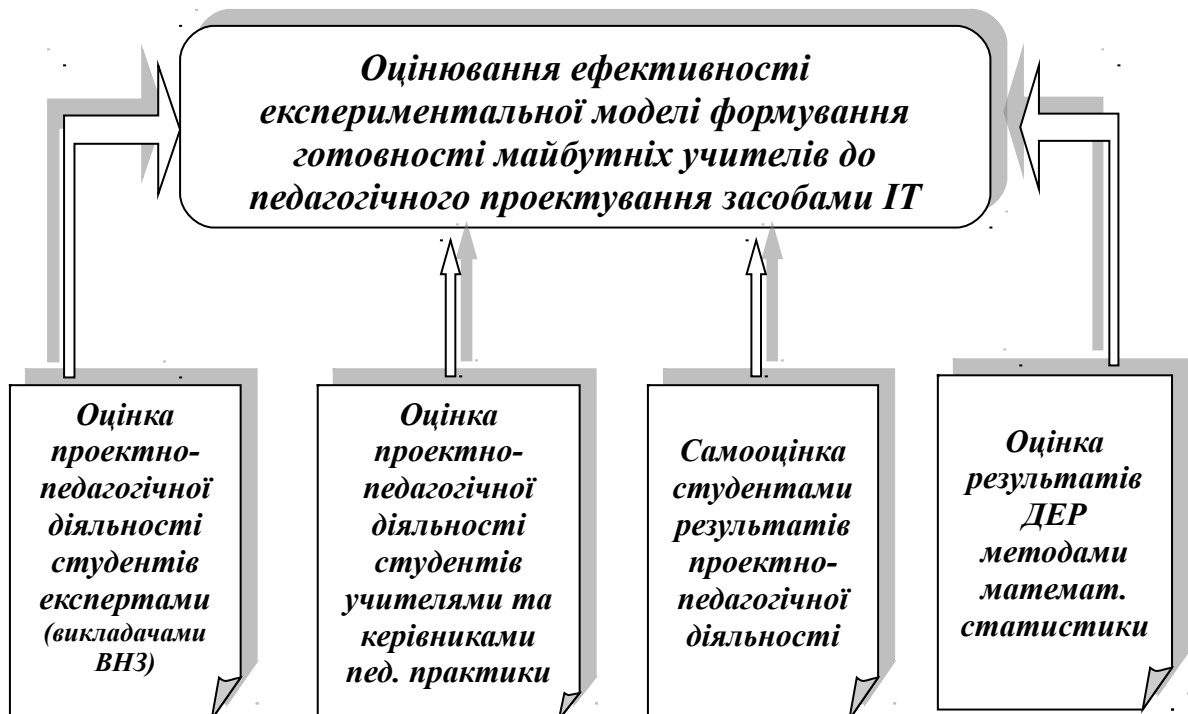 Оцінювання ефективності
експериментальної моделі формування
готовності майбутніх учителів до
педагогічного проектування засобами ІТ
Оцінка
проектно-
педагогічної
діяльності
студентів
експертами
(викладачами
ВНЗ)
Оцінка
проектно-
педагогічної
діяльності
студентів
учителями та
керівниками
пед. практики
Самооцінка
студентами
результатів
проектно-
педагогічної
діяльності
Оцінка
результатів
ДЕР
методами
математ.
статистики